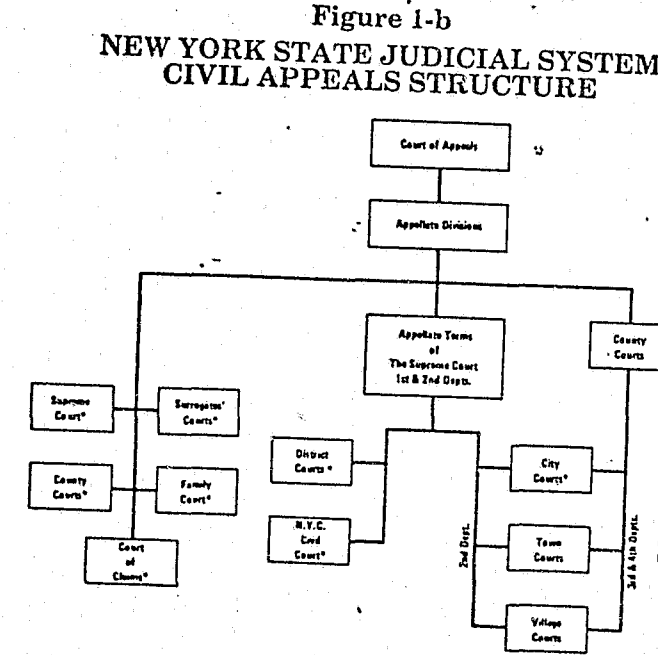 Figure 1-b
NEW YORK STATE JUDICIAL SYSTEM
CIVIL APPEALS STRUCTURE
Court of Appeals
Appellate Divisions
Appellate Terms
of
The Supreme Court
1st & 2nd Depts.
County
Courts
Supreme
Court*
Surrogates'
Courts*
District
Courts*
City
Courts*
County
Courts*
Family
Court*
N.Y.C.
Civil
Court*
Town
Courts
Court
of
Claims*
Village
Courts
2nd Dept.
3rd & 4th Depts.